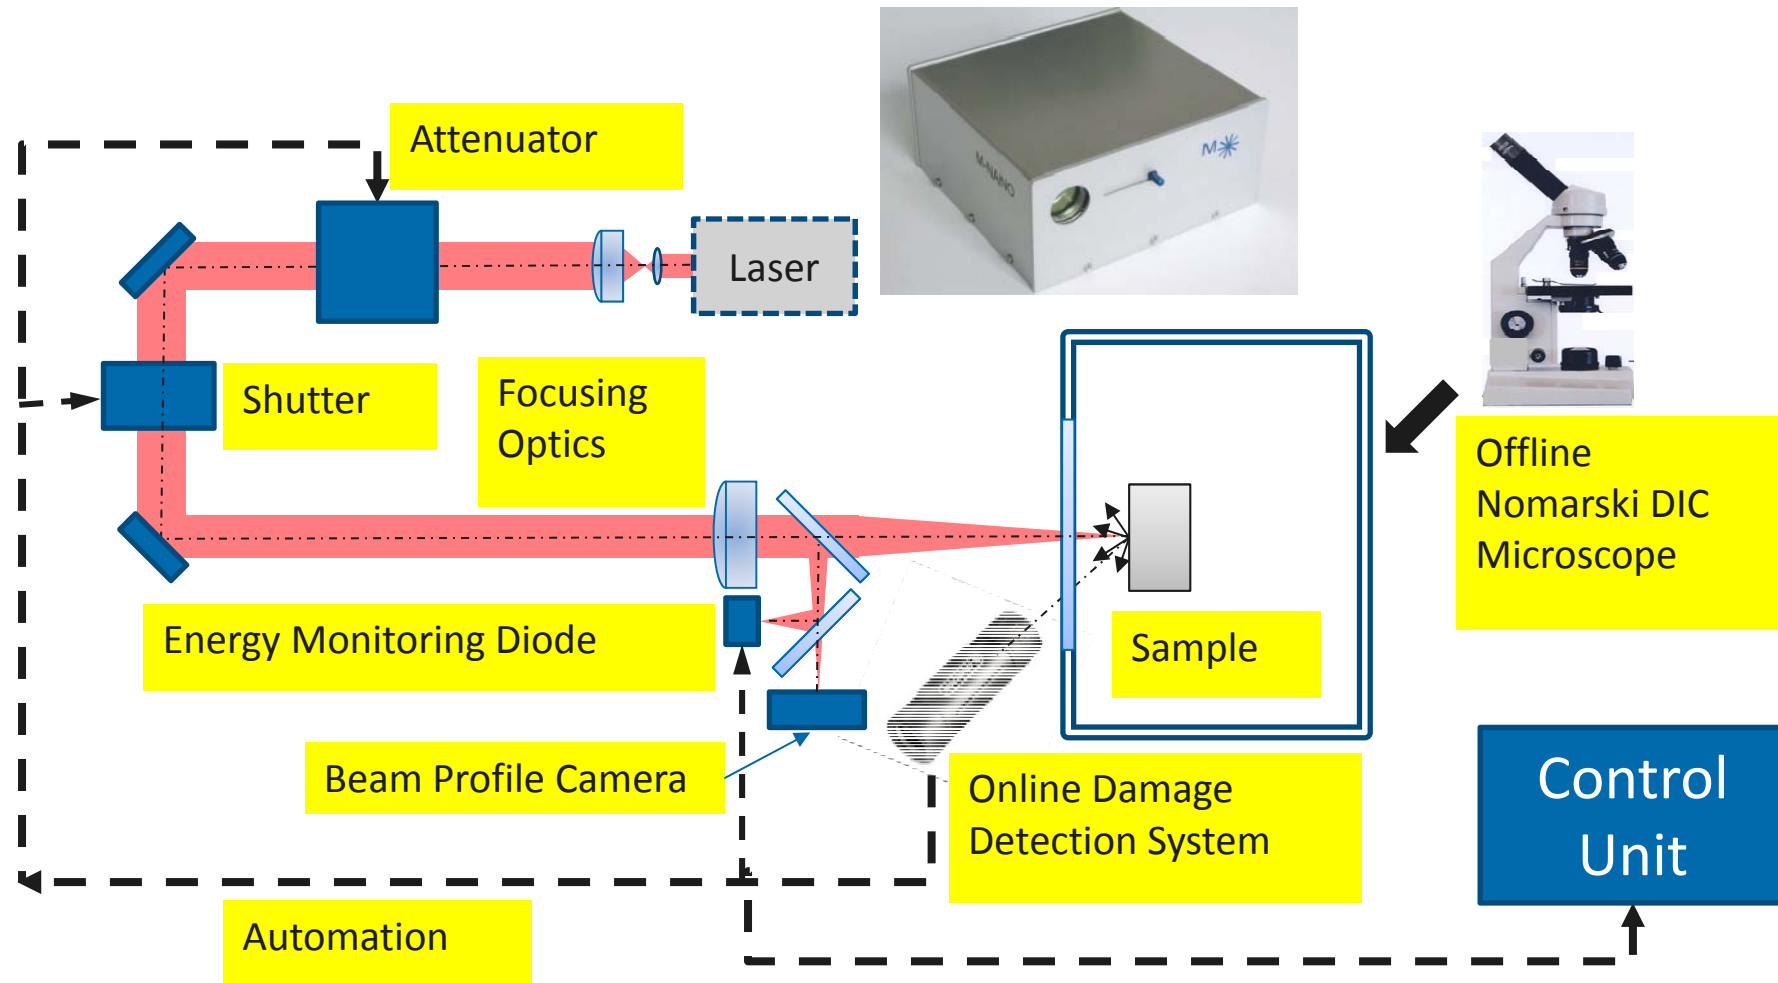 Attenuator
M-NANO
M
Laser
Shutter
Focusing
Optics
Offline
Nomarski DIC
Microscope
Energy Monitoring Diode
Sample
Beam Profile Camera
Online Damage
Detection System
Control
Unit
Automation